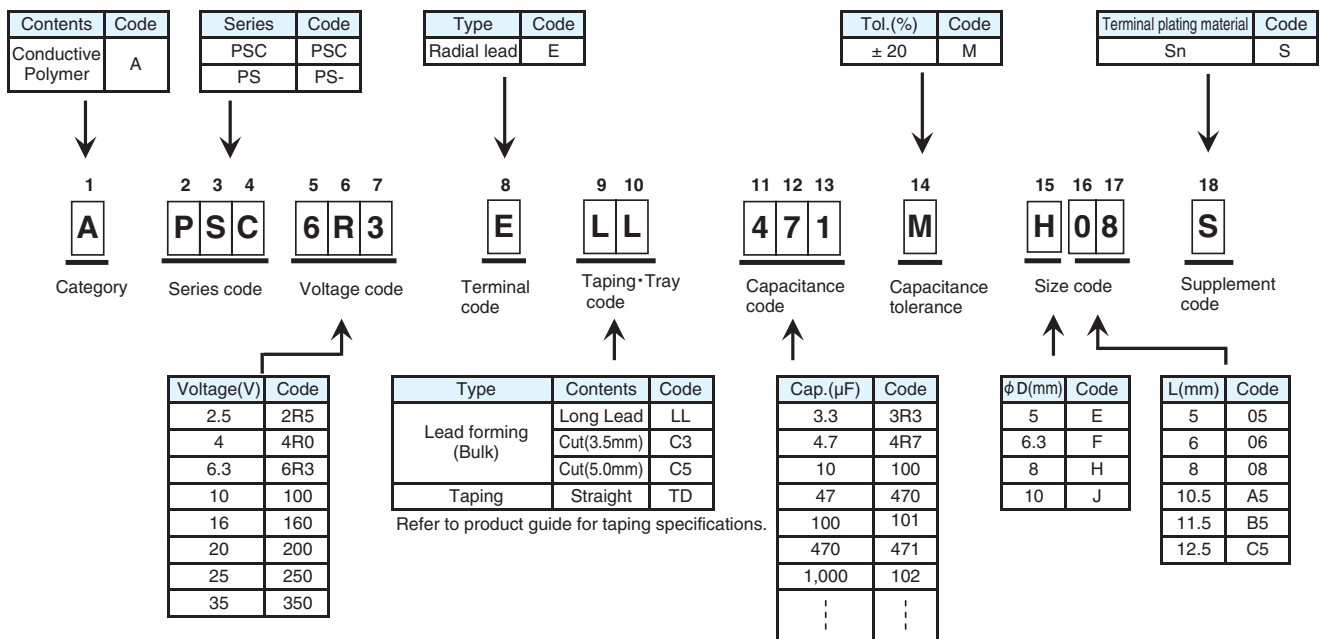 Contents Code
Conductive Polymer A
Series Code
PSC PSC
PS PS-
Type Code
Radial lead E
Tol.(%) Code
± 20 M
Terminal plating material Code
Sn S
1 2 3 4 5 6 7 8 9 10 11 12 13 14 15 16 17 18
A P S C 6 R 3 E L L 4 7 1 M H 0 8 S
Category
Series code
Voltage code
Terminal
code
Taping・Tray
code
Capacitance
code
Capacitance
tolerance
Size code
Supplement
code
Voltage(V) Code
2.5 2R5
4 4R0
6.3 6R3
10 100
16 160
20 200
25 250
35 350
Type Contents Code
Lead forming
(Bulk)
Long Lead LL
Cut(3.5mm) C3
Cut(5.0mm) C5
Taping Straight TD
Refer to product guide for taping specifications.
Cap.(μF) Code
3.3 3R3
4.7 4R7
10 100
47 470
100 101
470 471
1,000 102
φD(mm) Code
5 E
6.3 F
8 H
10 J
L(mm) Code
5 05
6 06
8 08
10.5 A5
11.5 B5
12.5 C5